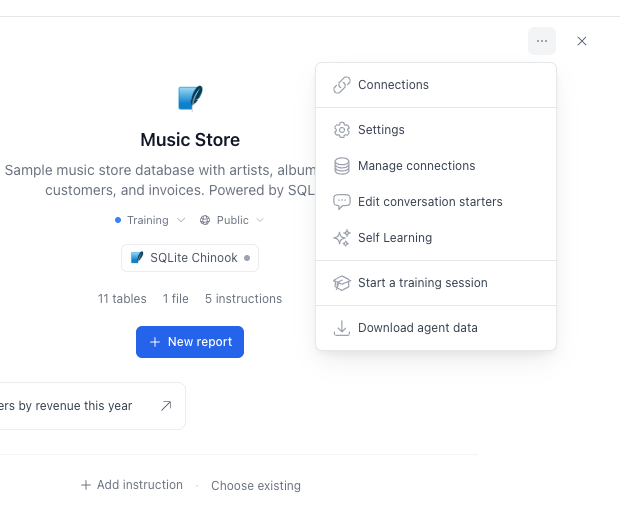 Connections
Music Store
Settings
Sample music store database with artists, album
Manage connections
customers, and invoices. Powered by SQL
Edit conversation starters
Training
Public
Self Learning
SQLite Chinook
Start a training session
11 tables 1 file 5 instructions
Download agent data
New report
ers by revenue this year
Add instruction · Choose existing